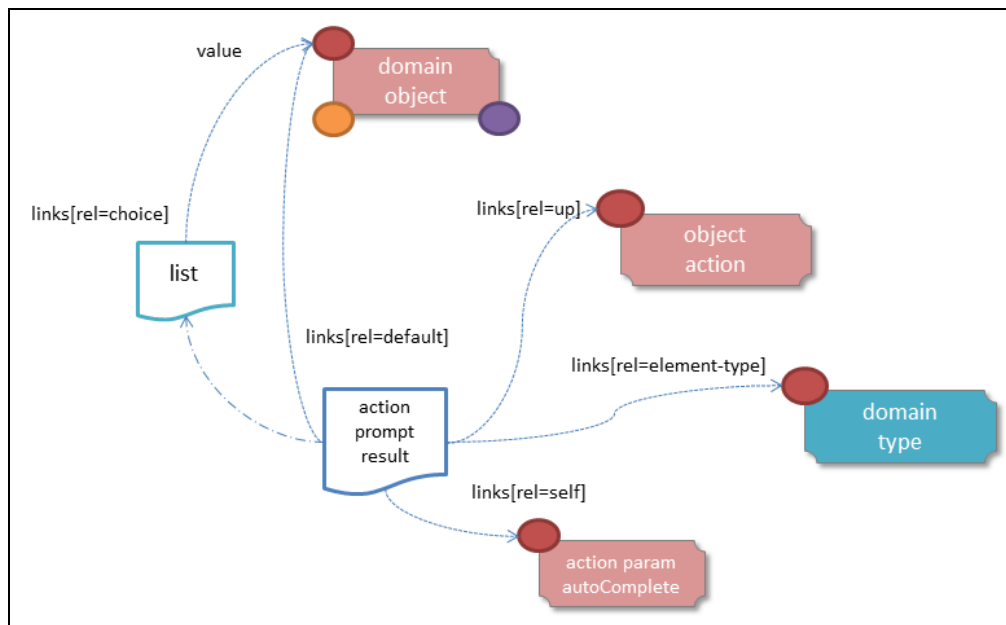 value
domain
object
links[rel=choice]
links[rel=up]
object
action
list
links[rel=default]
links[rel=element-type]
action
prompt
result
domain
type
links[rel=self]
action param
autoComplete